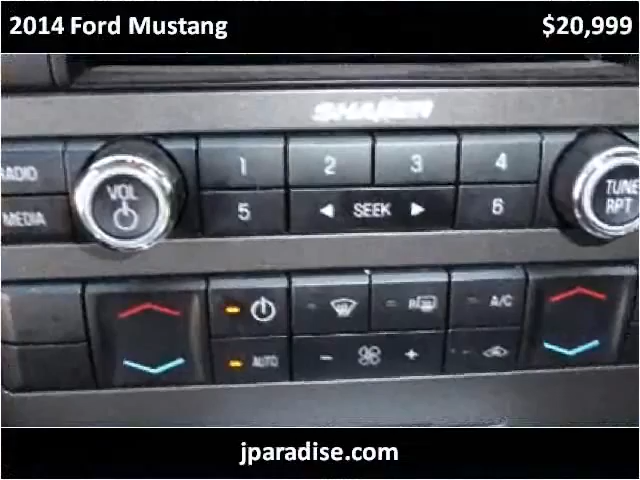 2014 Ford Mustang $20,999
SHAKER
RADIO VOL 1 2 3 4 TUNE
MEDIA 5 SEEK 6 RPT
R A/C
AUTO - +
jparadise.com